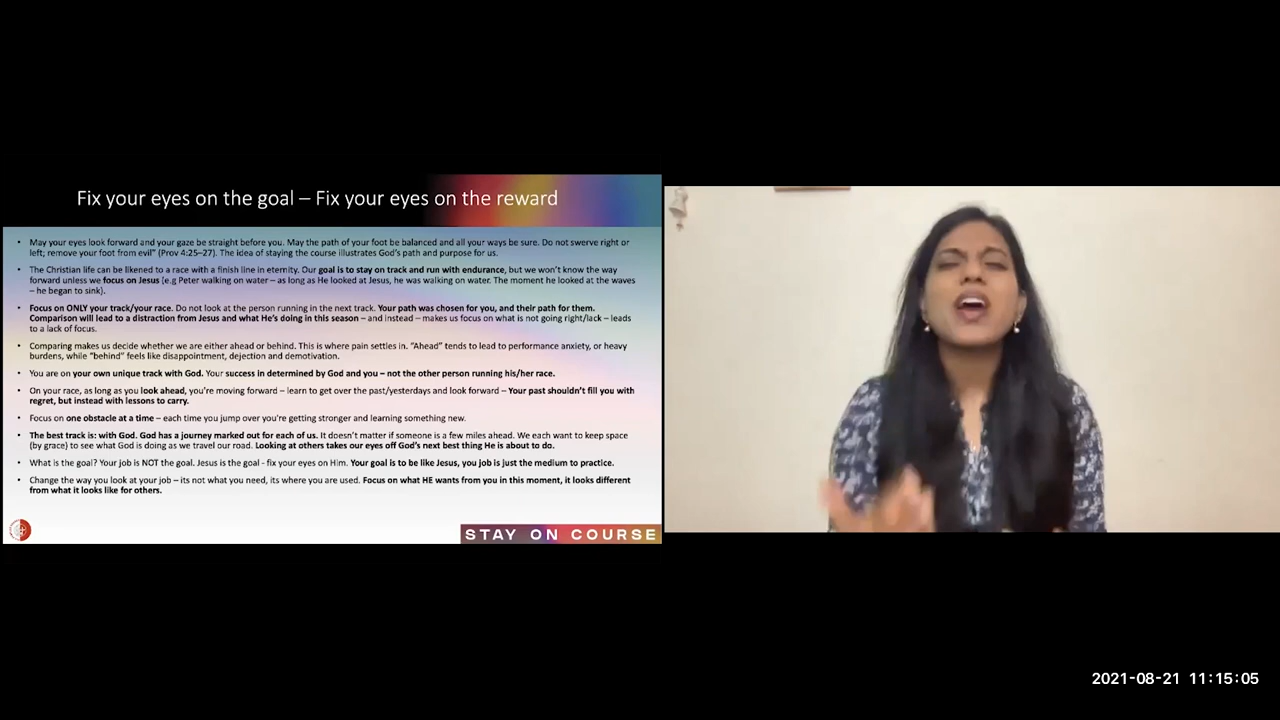 Fix your eyes on the goal – Fix your eyes on the reward
• May your eyes look forward and your gaze be straight before you. May the path of your foot be balanced and all your ways be sure. Do not swerve right or
left; remove your foot from evil” (Prov 4:25–27). The idea of staying the course illustrates God’s path and purpose for us.
• The Christian life can be likened to a race with a finish line in eternity. Our goal is to stay on track and run with endurance, but we won’t know the way
forward unless we focus on Jesus (e.g Peter walking on water – as long as He looked at Jesus, he was walking on water. The moment he looked at the waves
– he began to sink).
• Focus on ONLY your track/your race. Do not look at the person running in the next track. Your path was chosen for you, and their path for them.
Comparison will lead to a distraction from Jesus and what He’s doing in this season – and instead – makes us focus on what is not going right/lack – leads
to a lack of focus.
• Comparing makes us decide whether we are either ahead or behind. This is where pain settles in. “Ahead” tends to lead to performance anxiety, or heavy
burdens, while “behind” feels like disappointment, dejection and demotivation.
• You are on your own unique track with God. Your success in determined by God and you – not the other person running his/her race.
• On your race, as long as you look ahead, you’re moving forward – learn to get over the past/yesterdays and look forward – Your past shouldn’t fill you with
regret, but instead with lessons to carry.
• Focus on one obstacle at a time – each time you jump over you’re getting stronger and learning something new.
• The best track is: with God. God has a journey marked out for each of us. It doesn’t matter if someone is a few miles ahead. We each want to keep space
(by grace) to see what God is doing as we travel our road. Looking at others takes our eyes off God’s next best thing He is about to do.
• What is the goal? Your job is NOT the goal. Jesus is the goal - fix your eyes on Him. Your goal is to be like Jesus, you job is just the medium to practice.
• Change the way you look at your job – its not what you need, its where you are used. Focus on what HE wants from you in this moment, it looks different
from what it looks like for others.
STAY ON COURSE
2021-08-21 11:15:05